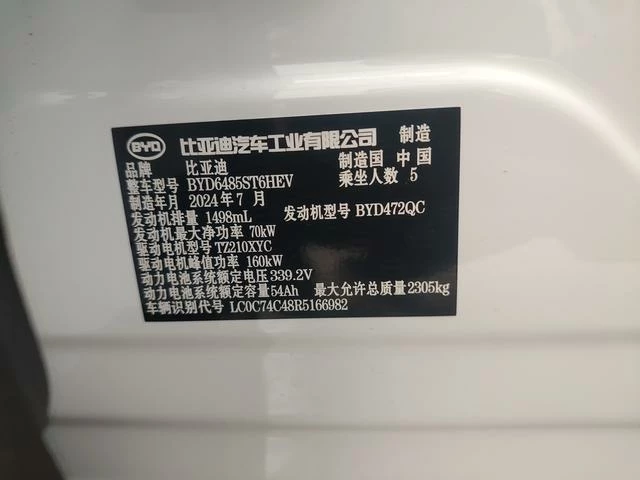 BYD 比亚迪汽车工业有限公司 制造
品牌 比亚迪 制造国 中国
整车型号 BYD6485ST6HEV 乘坐人数 5
制造年月 2024年7月
发动机排量 1498mL 发动机型号 BYD472QC
发动机最大净功率 70kW
驱动电机型号 TZ210XYC
驱动电机峰值功率 160kW
动力电池系统额定电压 339.2V
动力电池系统额定容量 54Ah 最大允许总质量 2305kg
车辆识别代号 LC0C74C48R5166982